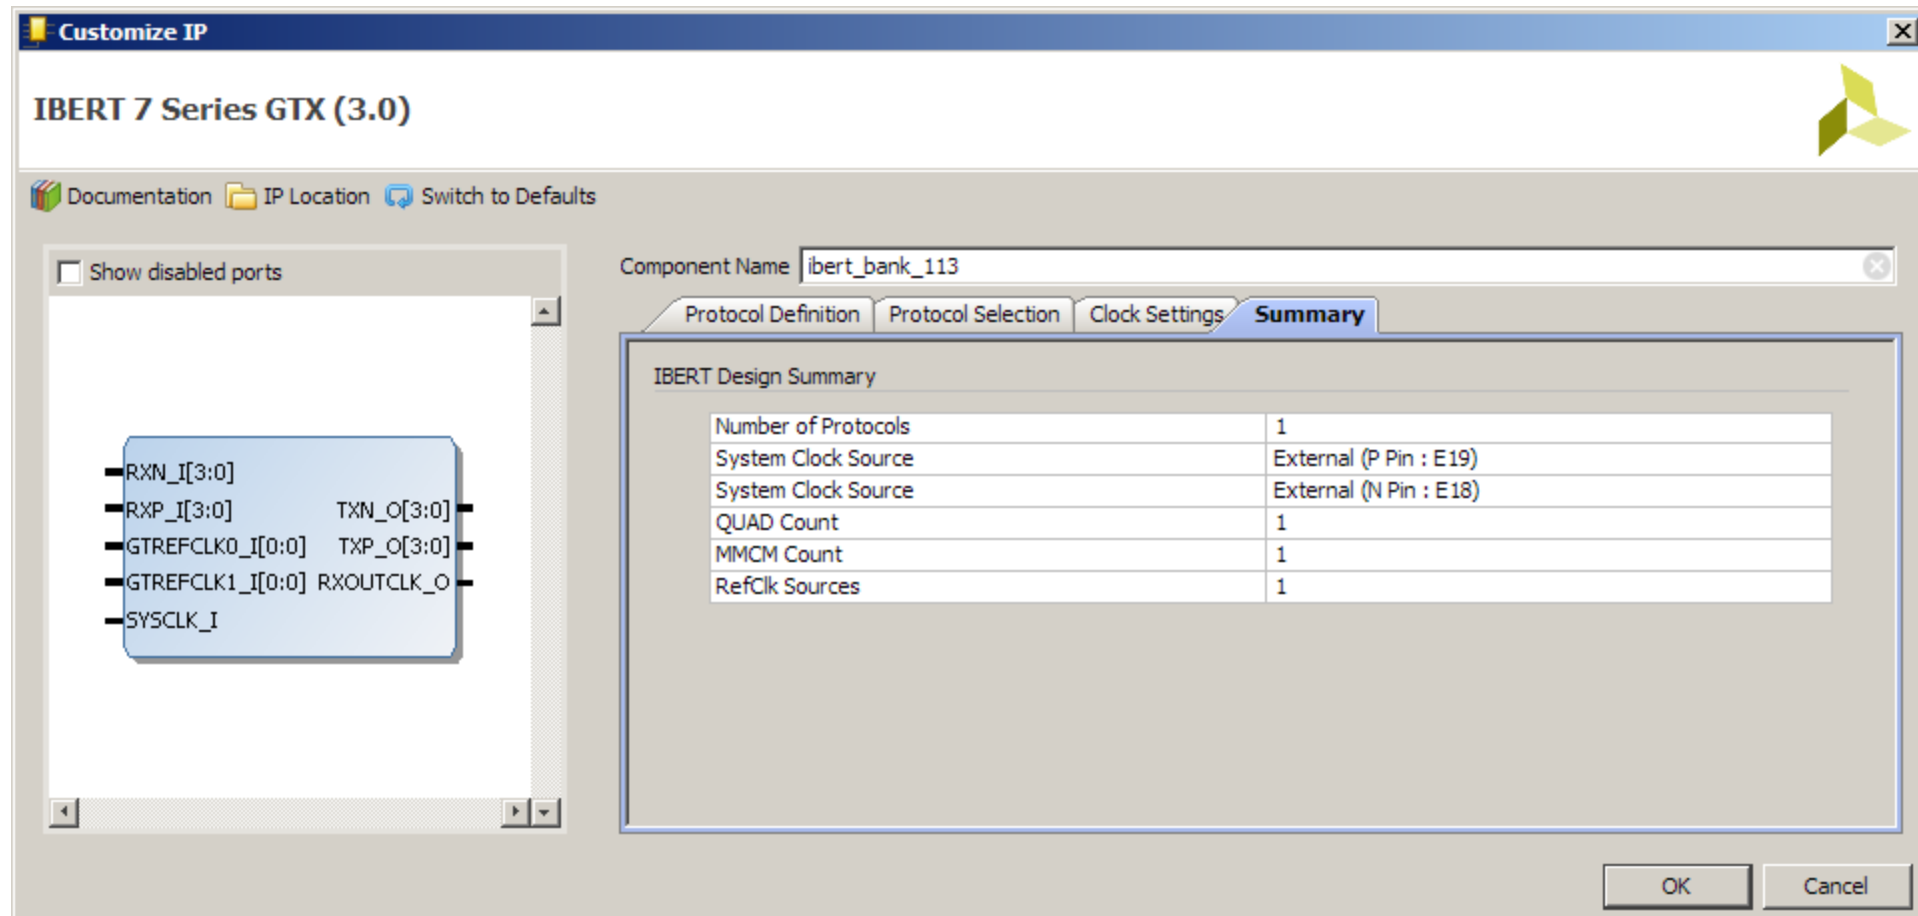 Customize IP
IBERT 7 Series GTX (3.0)
Documentation IP Location Switch to Defaults
Show disabled ports
RXN_I[3:0]
RXP_I[3:0] TXN_O[3:0]
GTREFCLK0_I[0:0] TXP_O[3:0]
GTREFCLK1_I[0:0] RXOUTCLK_O
SYSCLK_I
Component Name ibert_bank_113
Protocol Definition Protocol Selection Clock Settings Summary
IBERT Design Summary
Number of Protocols 1
System Clock Source External (P Pin : E19)
System Clock Source External (N Pin : E18)
QUAD Count 1
MMCM Count 1
RefClk Sources 1
OK Cancel